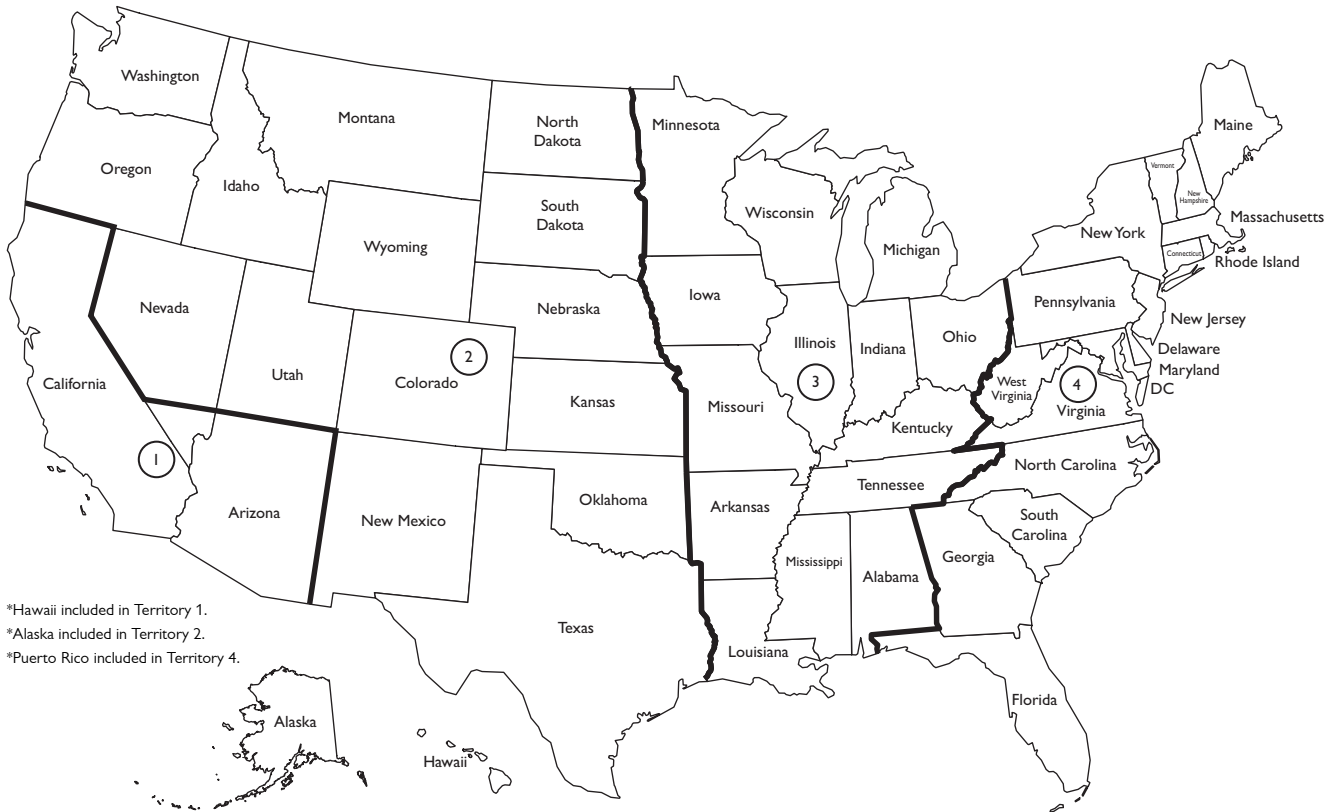 Washington
Montana
North
Dakota
Minnesota
Maine
Oregon
Idaho
Vermont
New
Hampshire
South
Dakota
Wisconsin
Massachusetts
Wyoming
Michigan
New York
Connecticut
Rhode Island
Nevada
Nebraska
Iowa
Pennsylvania
New Jersey
Illinois
Indiana
Ohio
Delaware
Maryland
DC
California
Utah
Colorado
2
3
4
West
Virginia
Virginia
Kansas
Missouri
Kentucky
1
North Carolina
Tennessee
Arizona
New Mexico
Oklahoma
Arkansas
South
Carolina
Mississippi
Alabama
Georgia
*Hawaii included in Territory 1.
*Alaska included in Territory 2.
*Puerto Rico included in Territory 4.
Texas
Louisiana
Florida
Alaska
Hawaii